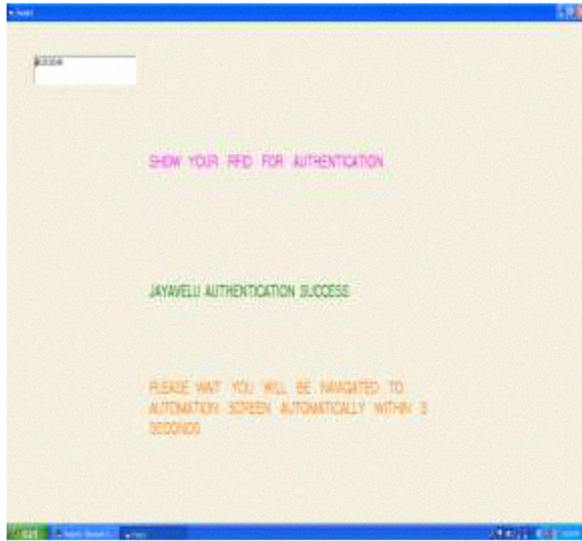 SHOW YOUR RFID FOR AUTHENTICATION
JAYAVELU AUTHENTICATION SUCCESS
PLEASE WAIT YOU WILL BE NAVIGATED TO
AUTOMATION SCREEN AUTOMATICALLY WITHIN
SECONDS